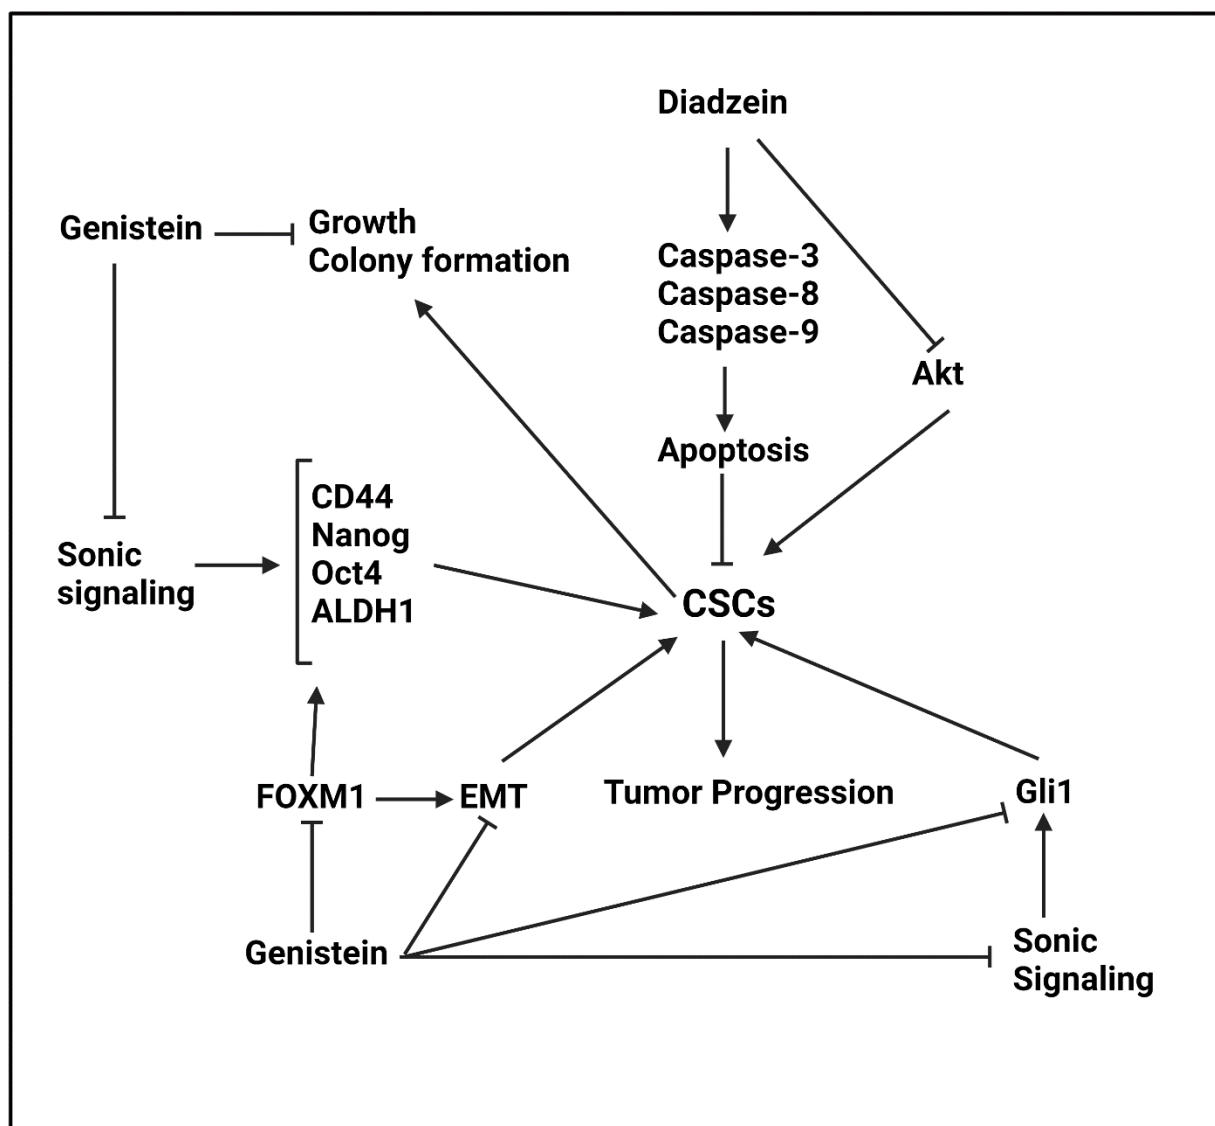 Diadzein
Genistein
Growth
Colony formation
Caspase-3
Caspase-8
Caspase-9
Akt
Apoptosis
CD44
Nanog
Oct4
ALDH1
Sonic
signaling
CSCs
FOXM1
EMT
Tumor Progression
Gli1
Genistein
Sonic
Signaling